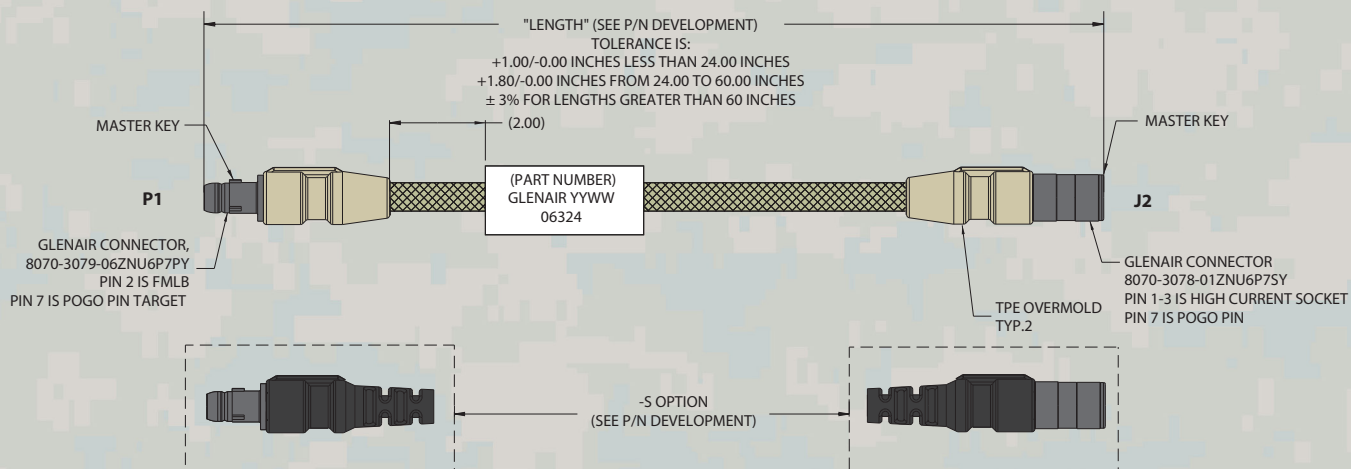 "LENGTH" (SEE P/N DEVELOPMENT)
TOLERANCE IS:
+1.00/-0.00 INCHES LESS THAN 24.00 INCHES
+1.80/-0.00 INCHES FROM 24.00 TO 60.00 INCHES
± 3% FOR LENGTHS GREATER THAN 60 INCHES
(2.00)
MASTER KEY
MASTER KEY
P1
(PART NUMBER)
GLENAIR YYWW
06324
J2
GLENAIR CONNECTOR,
8070-3079-06ZNU6P7PY
PIN 2 IS FMLB
PIN 7 IS POGO PIN TARGET
GLENAIR CONNECTOR
8070-3078-01ZNU6P7SY
PIN 1-3 IS HIGH CURRENT SOCKET
PIN 7 IS POGO PIN
TPE OVERMOLD
TYP.2
-S OPTION
(SEE P/N DEVELOPMENT)